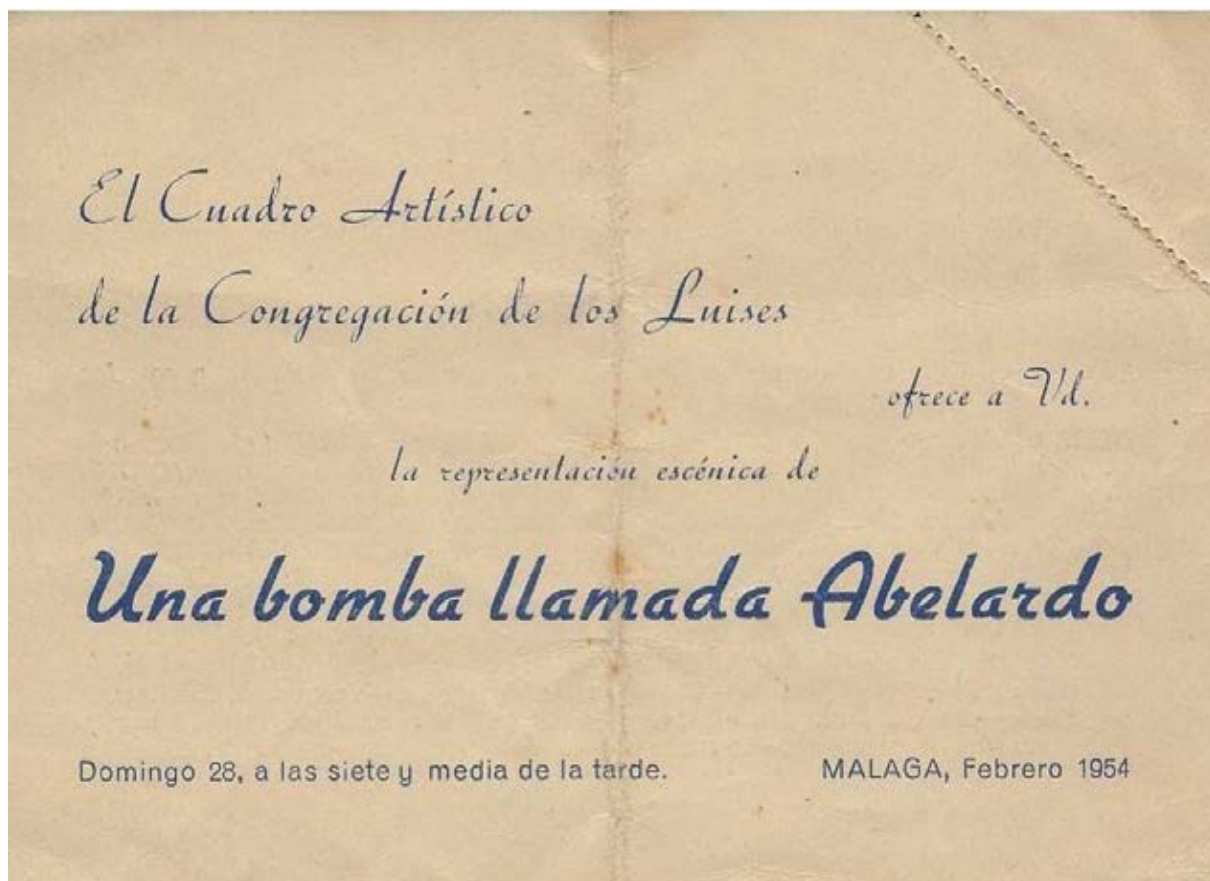 El Cuadro Artístico
de la Congregación de los Luises
ofrece a Vd.
la representación escénica de
Una bomba llamada Abelardo
Domingo 28, a las siete y media de la tarde. MALAGA, Febrero 1954